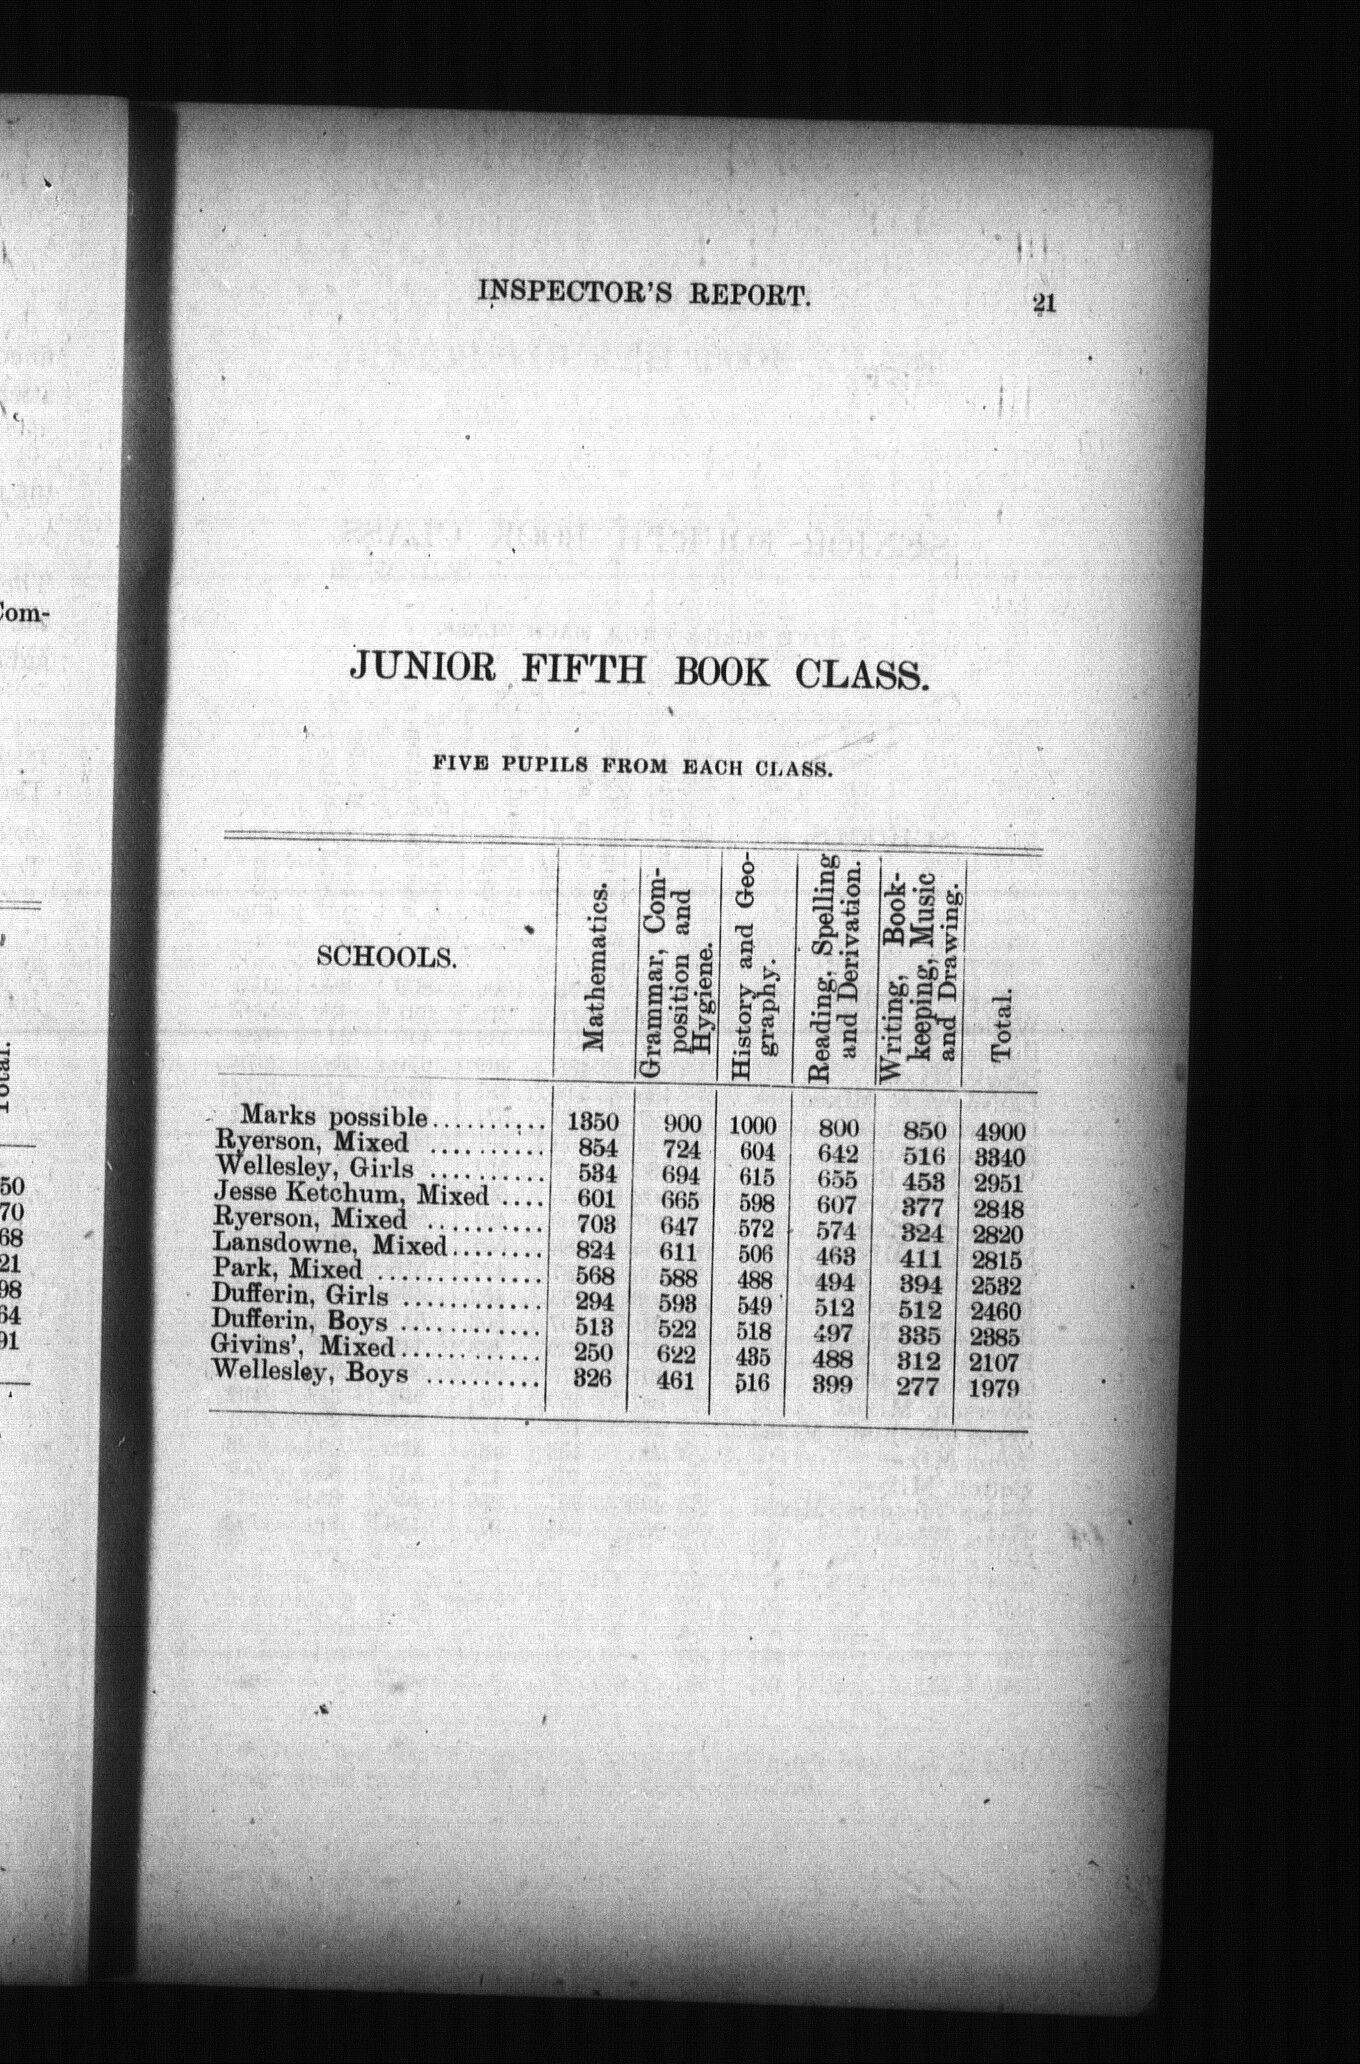 INSPECTOR'S REPORT. 21
JUNIOR FIFTH BOOK CLASS.
FIVE PUPILS FROM EACH CLASS.
SCHOOLS.
Mathematics.
Grammar, Com-
position and
Hygiene.
History and Geo-
graphy.
Reading, Spelling
and Derivation.
Writing, Book-
keeping, Music
and Drawing.
Total.
Marks possible.......... 1350 900 1000 800 850 4900
Ryerson, Mixed .......... 854 724 604 642 516 3340
Wellesley, Girls .......... 534 694 615 655 453 2951
Jesse Ketchum, Mixed .... 601 665 598 607 377 2848
Ryerson, Mixed .......... 703 647 572 574 324 2820
Lansdowne, Mixed........ 824 611 506 463 411 2815
Park, Mixed .............. 568 588 488 494 394 2532
Dufferin, Girls ............ 294 593 549 512 512 2460
Dufferin, Boys ............ 513 522 518 497 335 2385
Givins', Mixed............ 250 622 435 488 312 2107
Wellesley, Boys .......... 326 461 516 399 277 1979